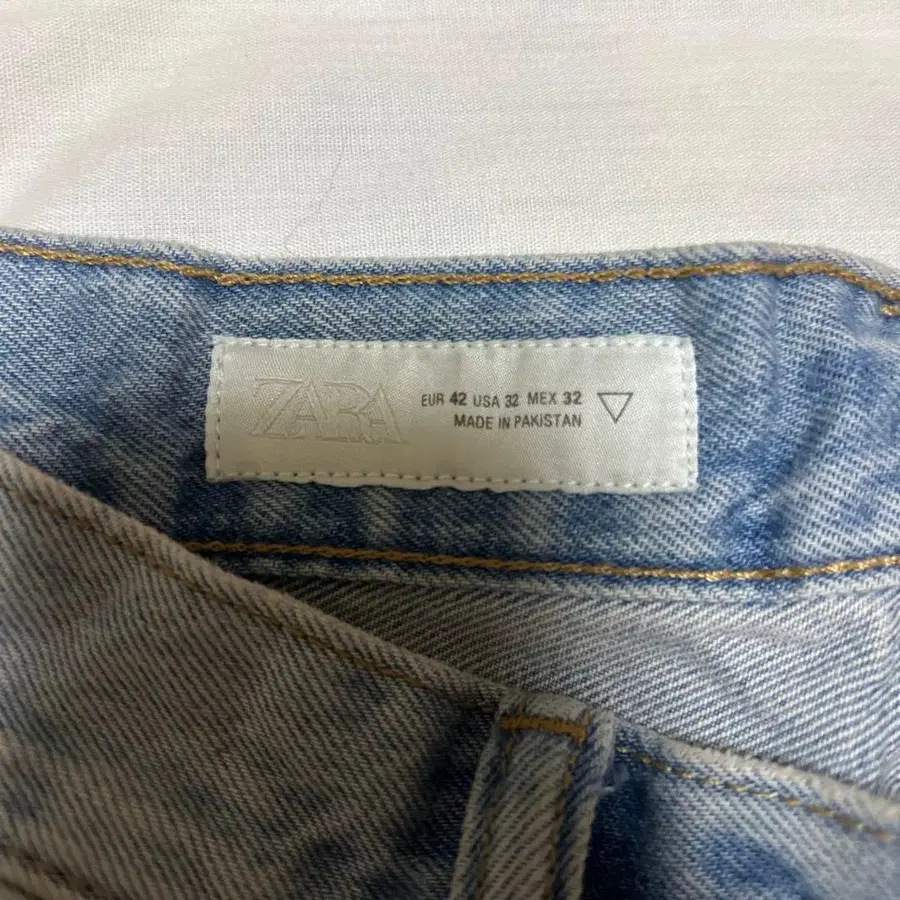 ZARA
EUR 42 USA 32 MEX 32
MADE IN PAKISTAN